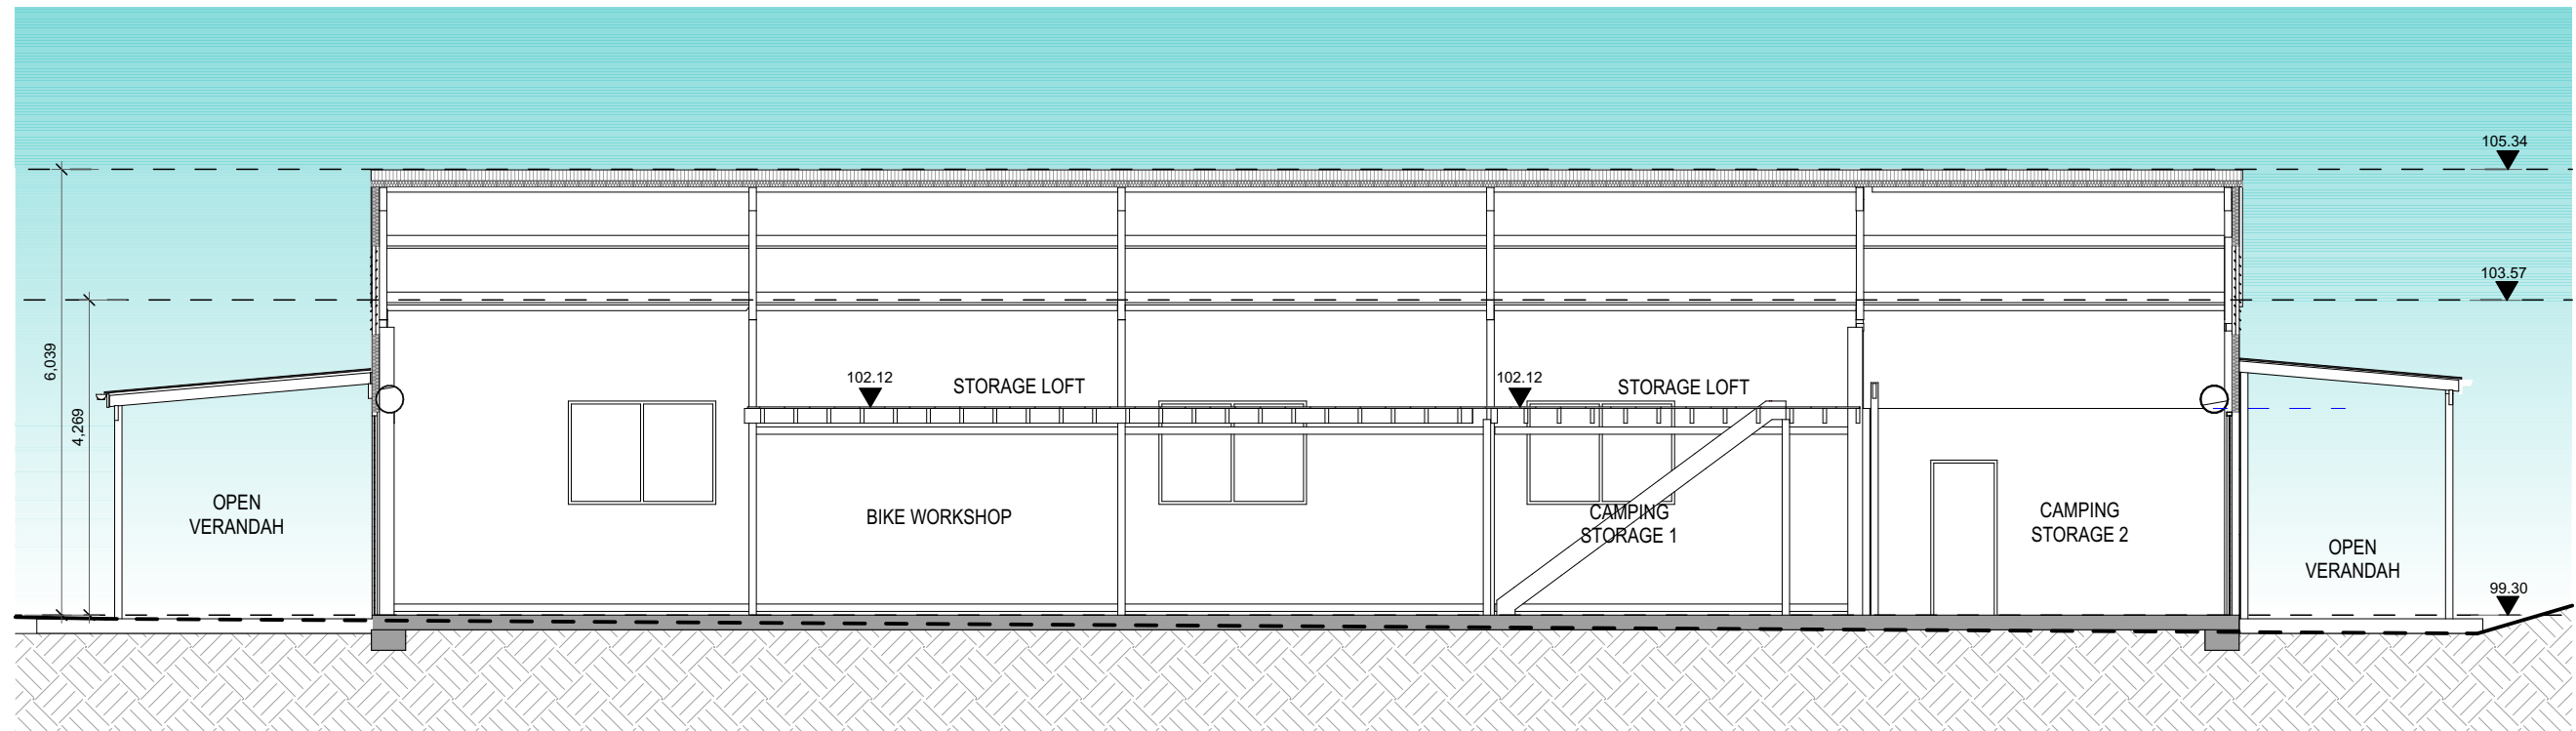 105.34
103.57
6,039
4,269
102.12
STORAGE LOFT
102.12
STORAGE LOFT
OPEN
VERANDAH
BIKE WORKSHOP
CAMPING
STORAGE 1
CAMPING
STORAGE 2
OPEN
VERANDAH
99.30